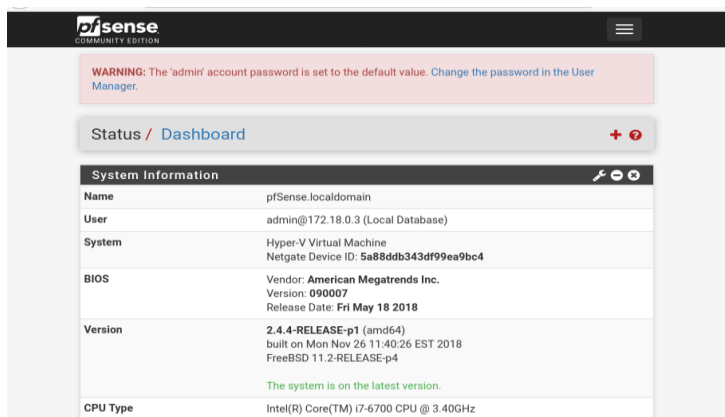 pfsense
COMMUNITY EDITION
WARNING: The 'admin' account password is set to the default value. Change the password in the User
Manager.
Status / Dashboard
System Information
Name pfSense.localdomain
User admin@172.18.0.3 (Local Database)
System Hyper-V Virtual Machine
Netgate Device ID: 5a88ddb343df99ea9bc4
BIOS Vendor: American Megatrends Inc.
Version: 090007
Release Date: Fri May 18 2018
Version 2.4.4-RELEASE-p1 (amd64)
built on Mon Nov 26 11:40:26 EST 2018
FreeBSD 11.2-RELEASE-p4
The system is on the latest version.
CPU Type Intel(R) Core(TM) i7-6700 CPU @ 3.40GHz